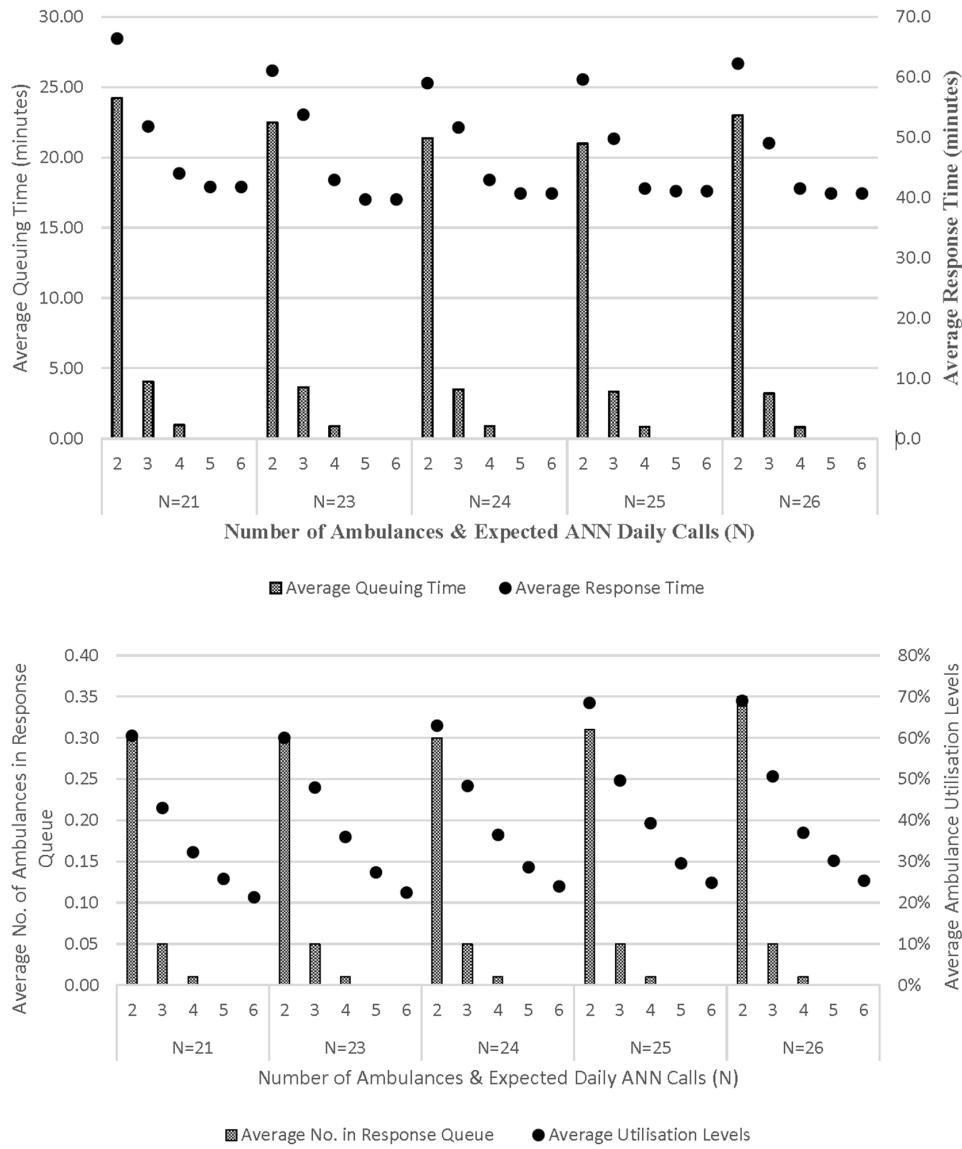 30.00
25.00
20.00
15.00
10.00
5.00
0.00
Average Queuing Time (minutes)
70.0
60.0
50.0
40.0
30.0
20.0
10.0
0.0
Average Response Time (minutes)
2 3 4 5 6 2 3 4 5 6 2 3 4 5 6 2 3 4 5 6 2 3 4 5 6
N=21 N=23 N=24 N=25 N=26
Number of Ambulances & Expected ANN Daily Calls (N)
Average Queuing Time Average Response Time
0.40
0.35
0.30
0.25
0.20
0.15
0.10
0.05
0.00
Average No. of Ambulances in Response
Queue
80%
70%
60%
50%
40%
30%
20%
10%
0%
Average Ambulance Utilisation Levels
2 3 4 5 6 2 3 4 5 6 2 3 4 5 6 2 3 4 5 6 2 3 4 5 6
N=21 N=23 N=24 N=25 N=26
Number of Ambulances & Expected Daily ANN Calls (N)
Average No. in Response Queue Average Utilisation Levels